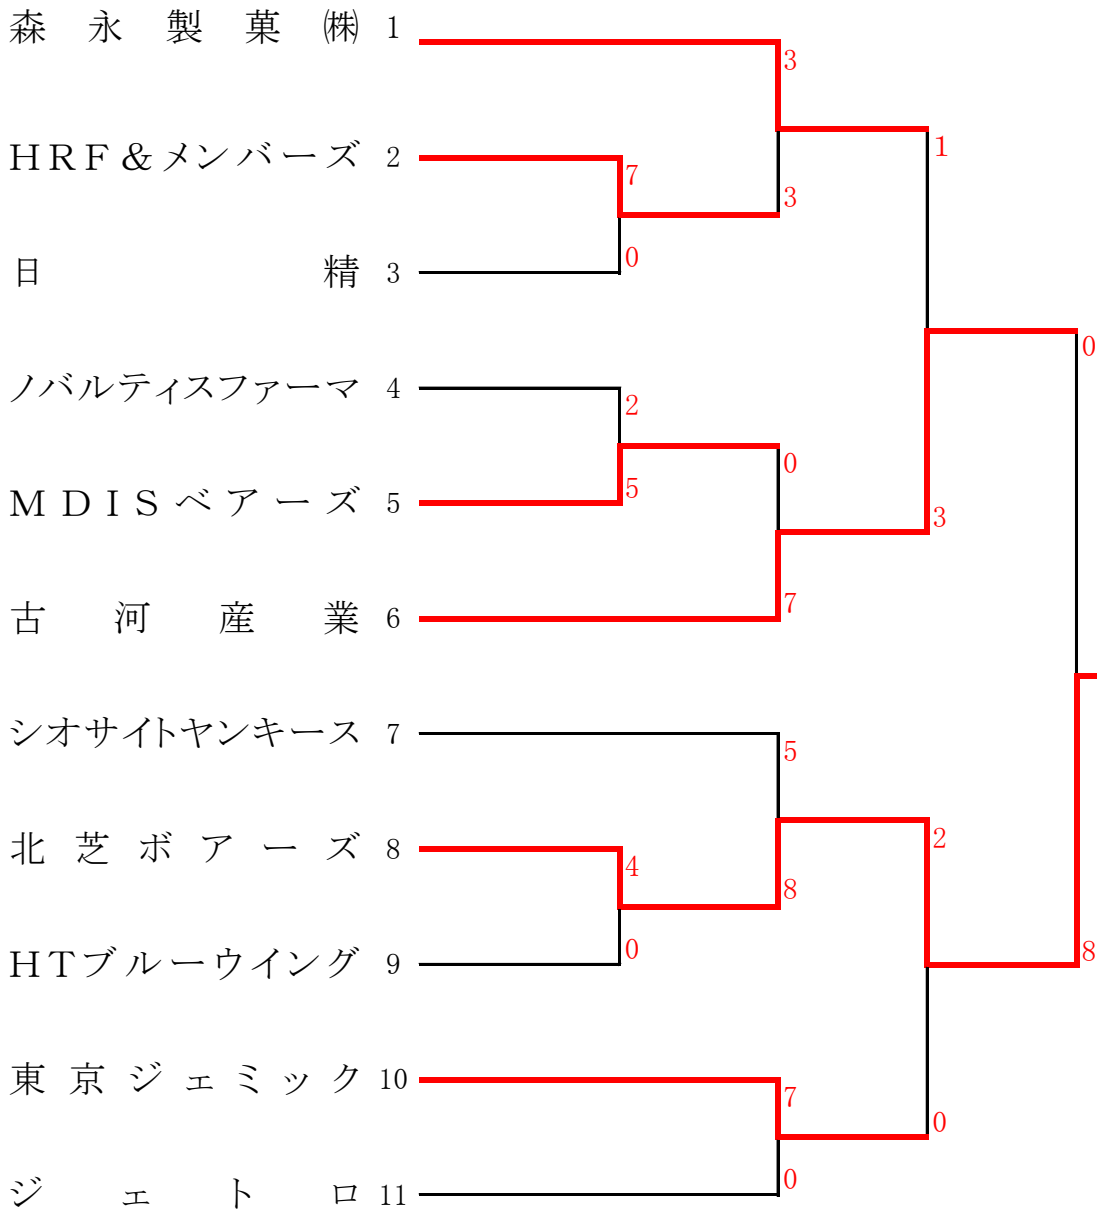 森永製菓㈱ 1
3
1
HRF&メンバーズ 2
7
3
0
日精 3
0
ノバルティスファーマ 4
2
0
MDISベアーズ 5
5
3
7
古河産業 6
シオサイトヤンキース 7
5
2
北芝ボアーズ 8
4
8
0
8
HTブルーウイング 9
東京ジェミック 10
7
0
0
ジェトロ 11